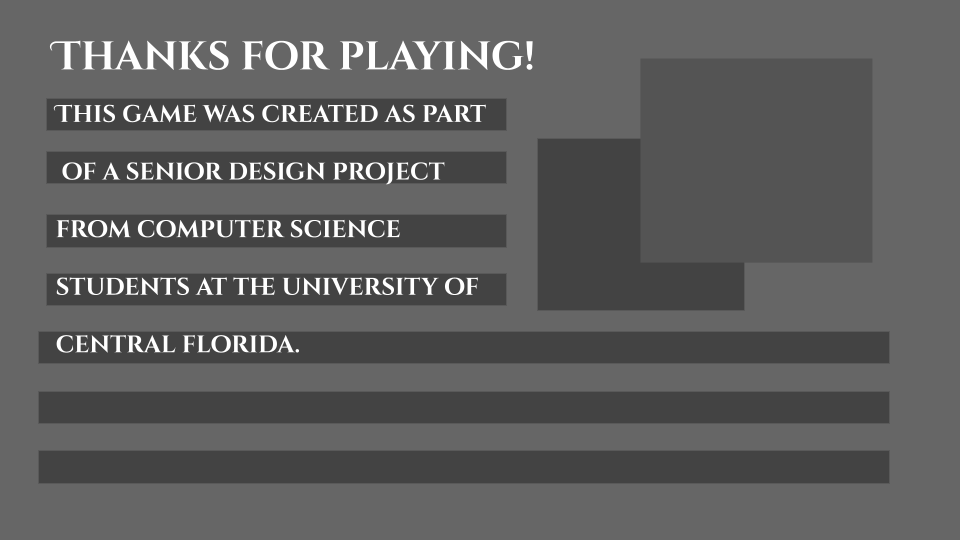 Thanks for playing!
This game was created as part
of a senior design project
from computer science
students at the University of
Central Florida.